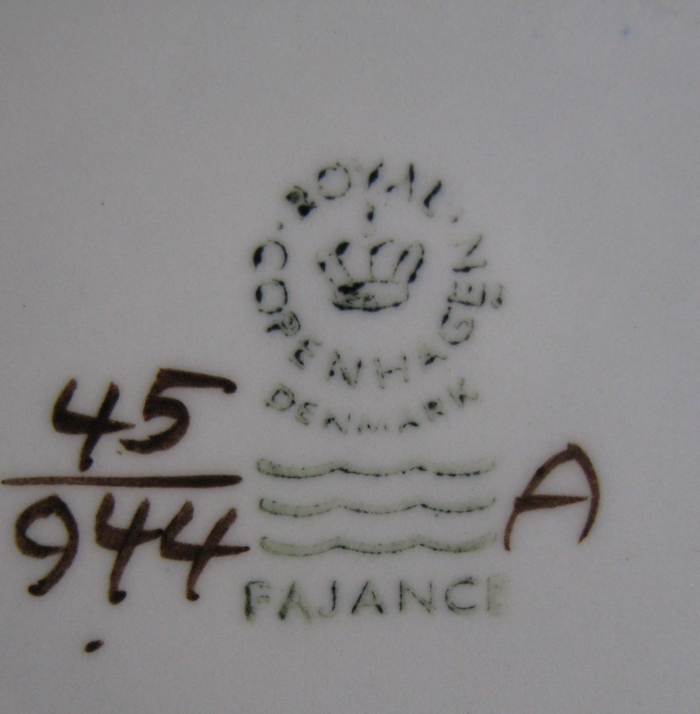 ROYAL
COPENHAGEN
DENMARK
45
944
A
FAJANCE